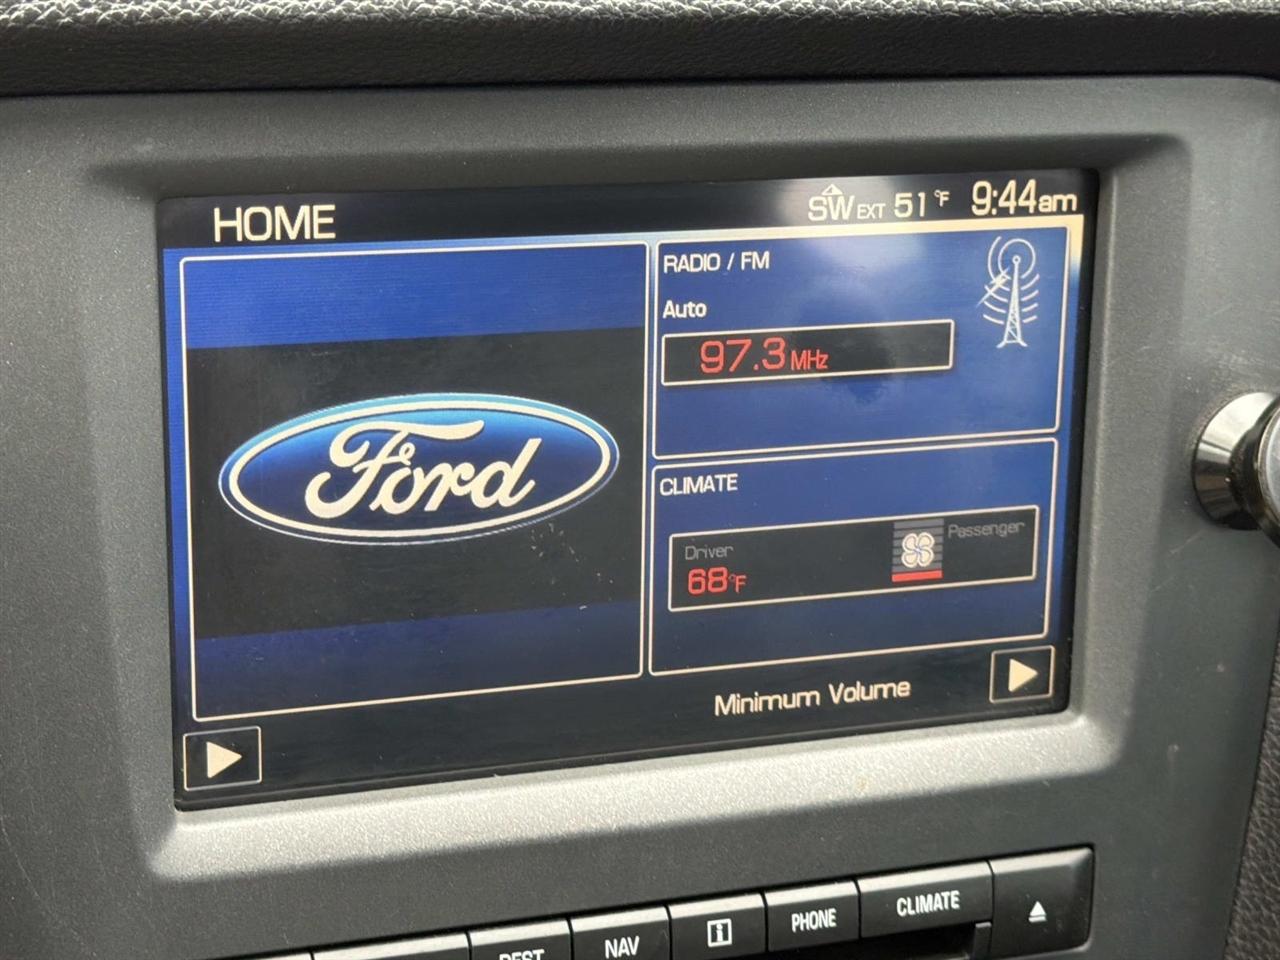 HOME
SW EXT 51°F 9:44am
RADIO / FM
Auto
97.3 MHz
Ford
CLIMATE
Driver
Passenger
68°F
Minimum Volume
DEST
NAV
i
PHONE
CLIMATE